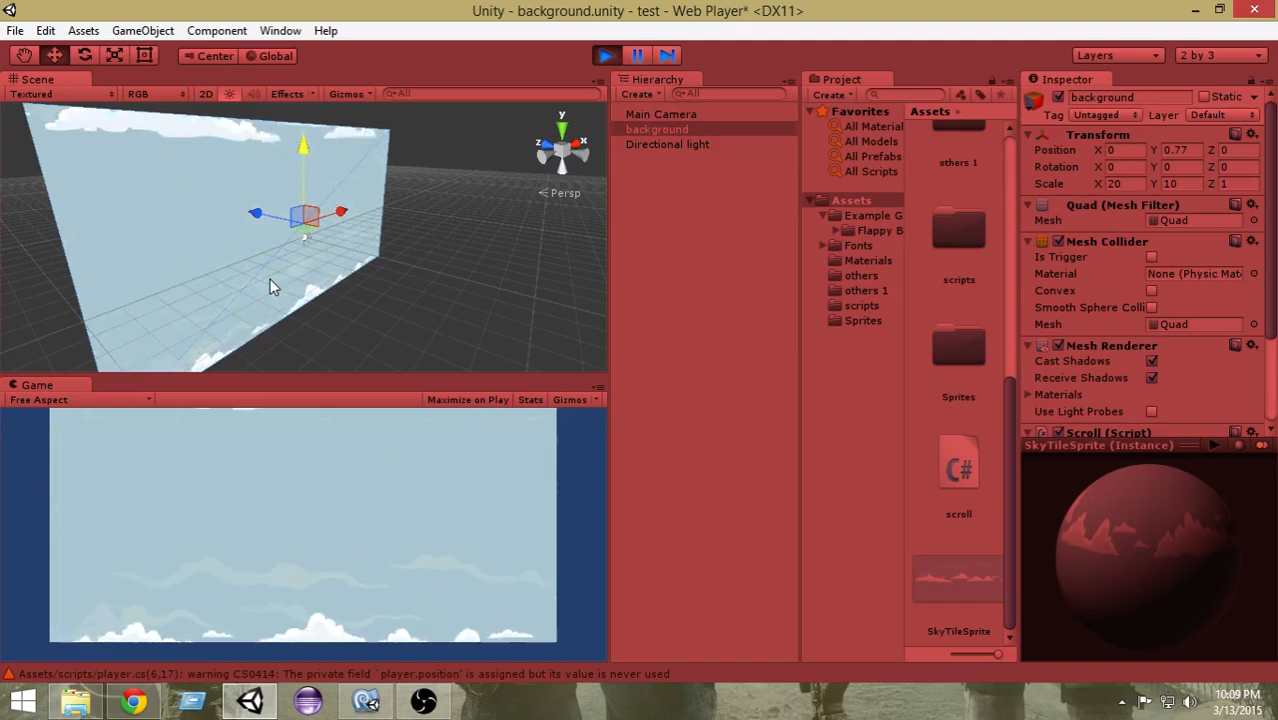 Unity - background.unity - test - Web Player* <DX11>
File Edit Assets GameObject Component Window Help
Center Global Layers 2 by 3
Scene
Textured RGB 2D Effects Gizmos All
y
z x
Persp
Game
Free Aspect Maximize on Play Stats Gizmos
Hierarchy
Create All
Main Camera
background
Directional light
Project
Create
Favorites
All Material
All Models
All Prefabs
All Scripts
Assets
Example G
Flappy B
Fonts
Materials
others
others 1
scripts
Sprites
Assets
others 1
scripts
Sprites
C#
scroll
SkyTileSprite
Inspector
background Static
Tag Untagged Layer Default
Transform
Position X 0 Y 0.77 Z 0
Rotation X 0 Y 0 Z 0
Scale X 20 Y 10 Z 1
Quad (Mesh Filter)
Mesh Quad
Mesh Collider
Is Trigger
Material None (Physic Mate
Convex
Smooth Sphere Colli
Mesh Quad
Mesh Renderer
Cast Shadows
Receive Shadows
Materials
Use Light Probes
Scroll (Script)
SkyTileSprite (Instance)
Assets/scripts/player.cs(6,17): warning CS0414: The private field `player.position' is assigned but its value is never used
10:09 PM
3/13/2015